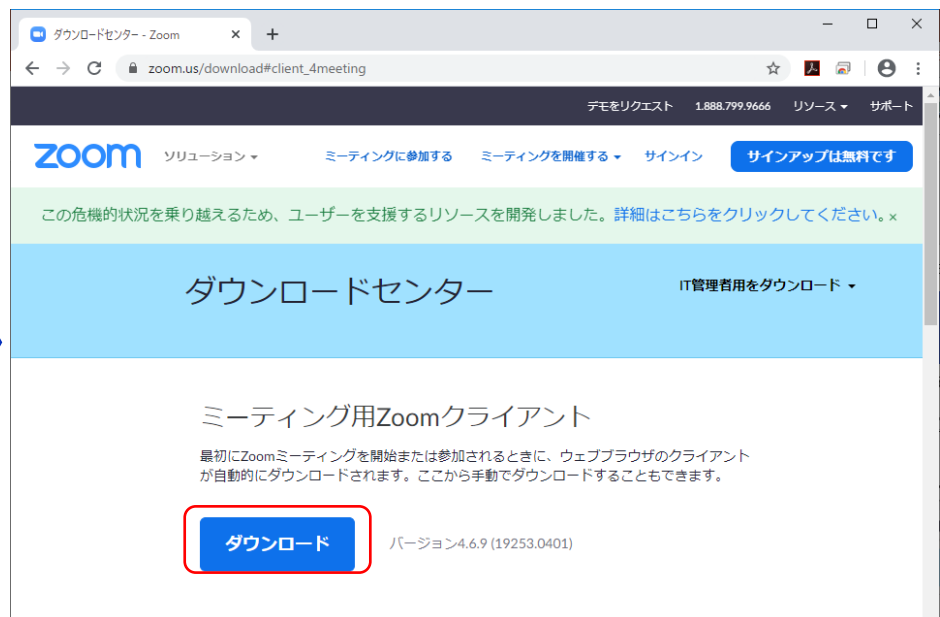 ダウンロードセンター - Zoom
zoom.us/download#client_4meeting
デモをリクエスト 1.888.799.9666 リソース サポート
zoom ソリューション ミーティングに参加する ミーティングを開催する サインイン サインアップは無料です
この危機的状況を乗り越えるため、ユーザーを支援するリソースを開発しました。詳細はこちらをクリックしてください。×
ダウンロードセンター IT管理者用をダウンロード
ミーティング用Zoomクライアント
最初にZoomミーティングを開始または参加されるときに、ウェブブラウザのクライアント
が自動的にダウンロードされます。ここから手動でダウンロードすることもできます。
ダウンロード バージョン4.6.9 (19253.0401)